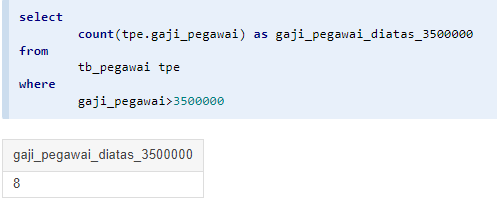 select
count(tpe.gaji_pegawai) as gaji_pegawai_diatas_3500000
from
tb_pegawai tpe
where
gaji_pegawai>3500000
gaji_pegawai_diatas_3500000
8